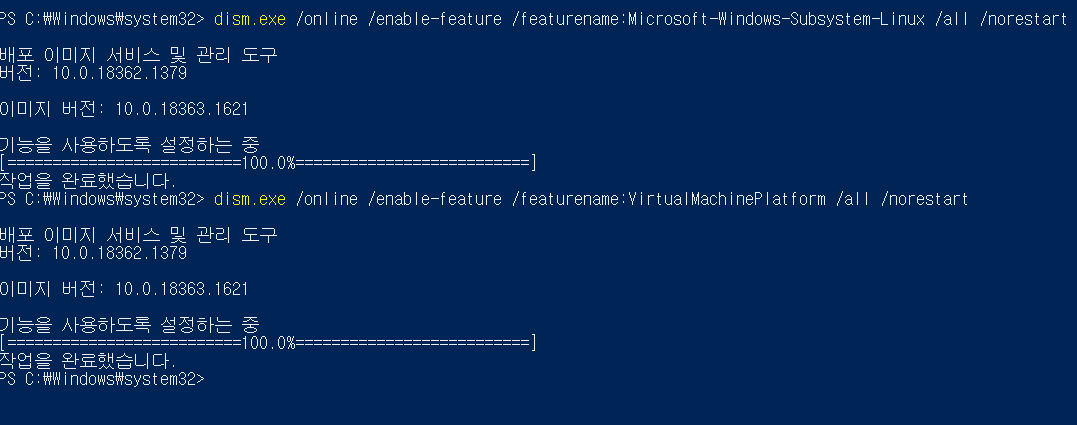 PS C:₩Windows₩system32> dism.exe /online /enable-feature /featurename:Microsoft-Windows-Subsystem-Linux /all /norestart
배포 이미지 서비스 및 관리 도구
버전: 10.0.18362.1379
이미지 버전: 10.0.18363.1621
기능을 사용하도록 설정하는 중
[==========================100.0%==========================]
작업을 완료했습니다.
PS C:₩Windows₩system32> dism.exe /online /enable-feature /featurename:VirtualMachinePlatform /all /norestart
배포 이미지 서비스 및 관리 도구
버전: 10.0.18362.1379
이미지 버전: 10.0.18363.1621
기능을 사용하도록 설정하는 중
[==========================100.0%==========================]
작업을 완료했습니다.
PS C:₩Windows₩system32>